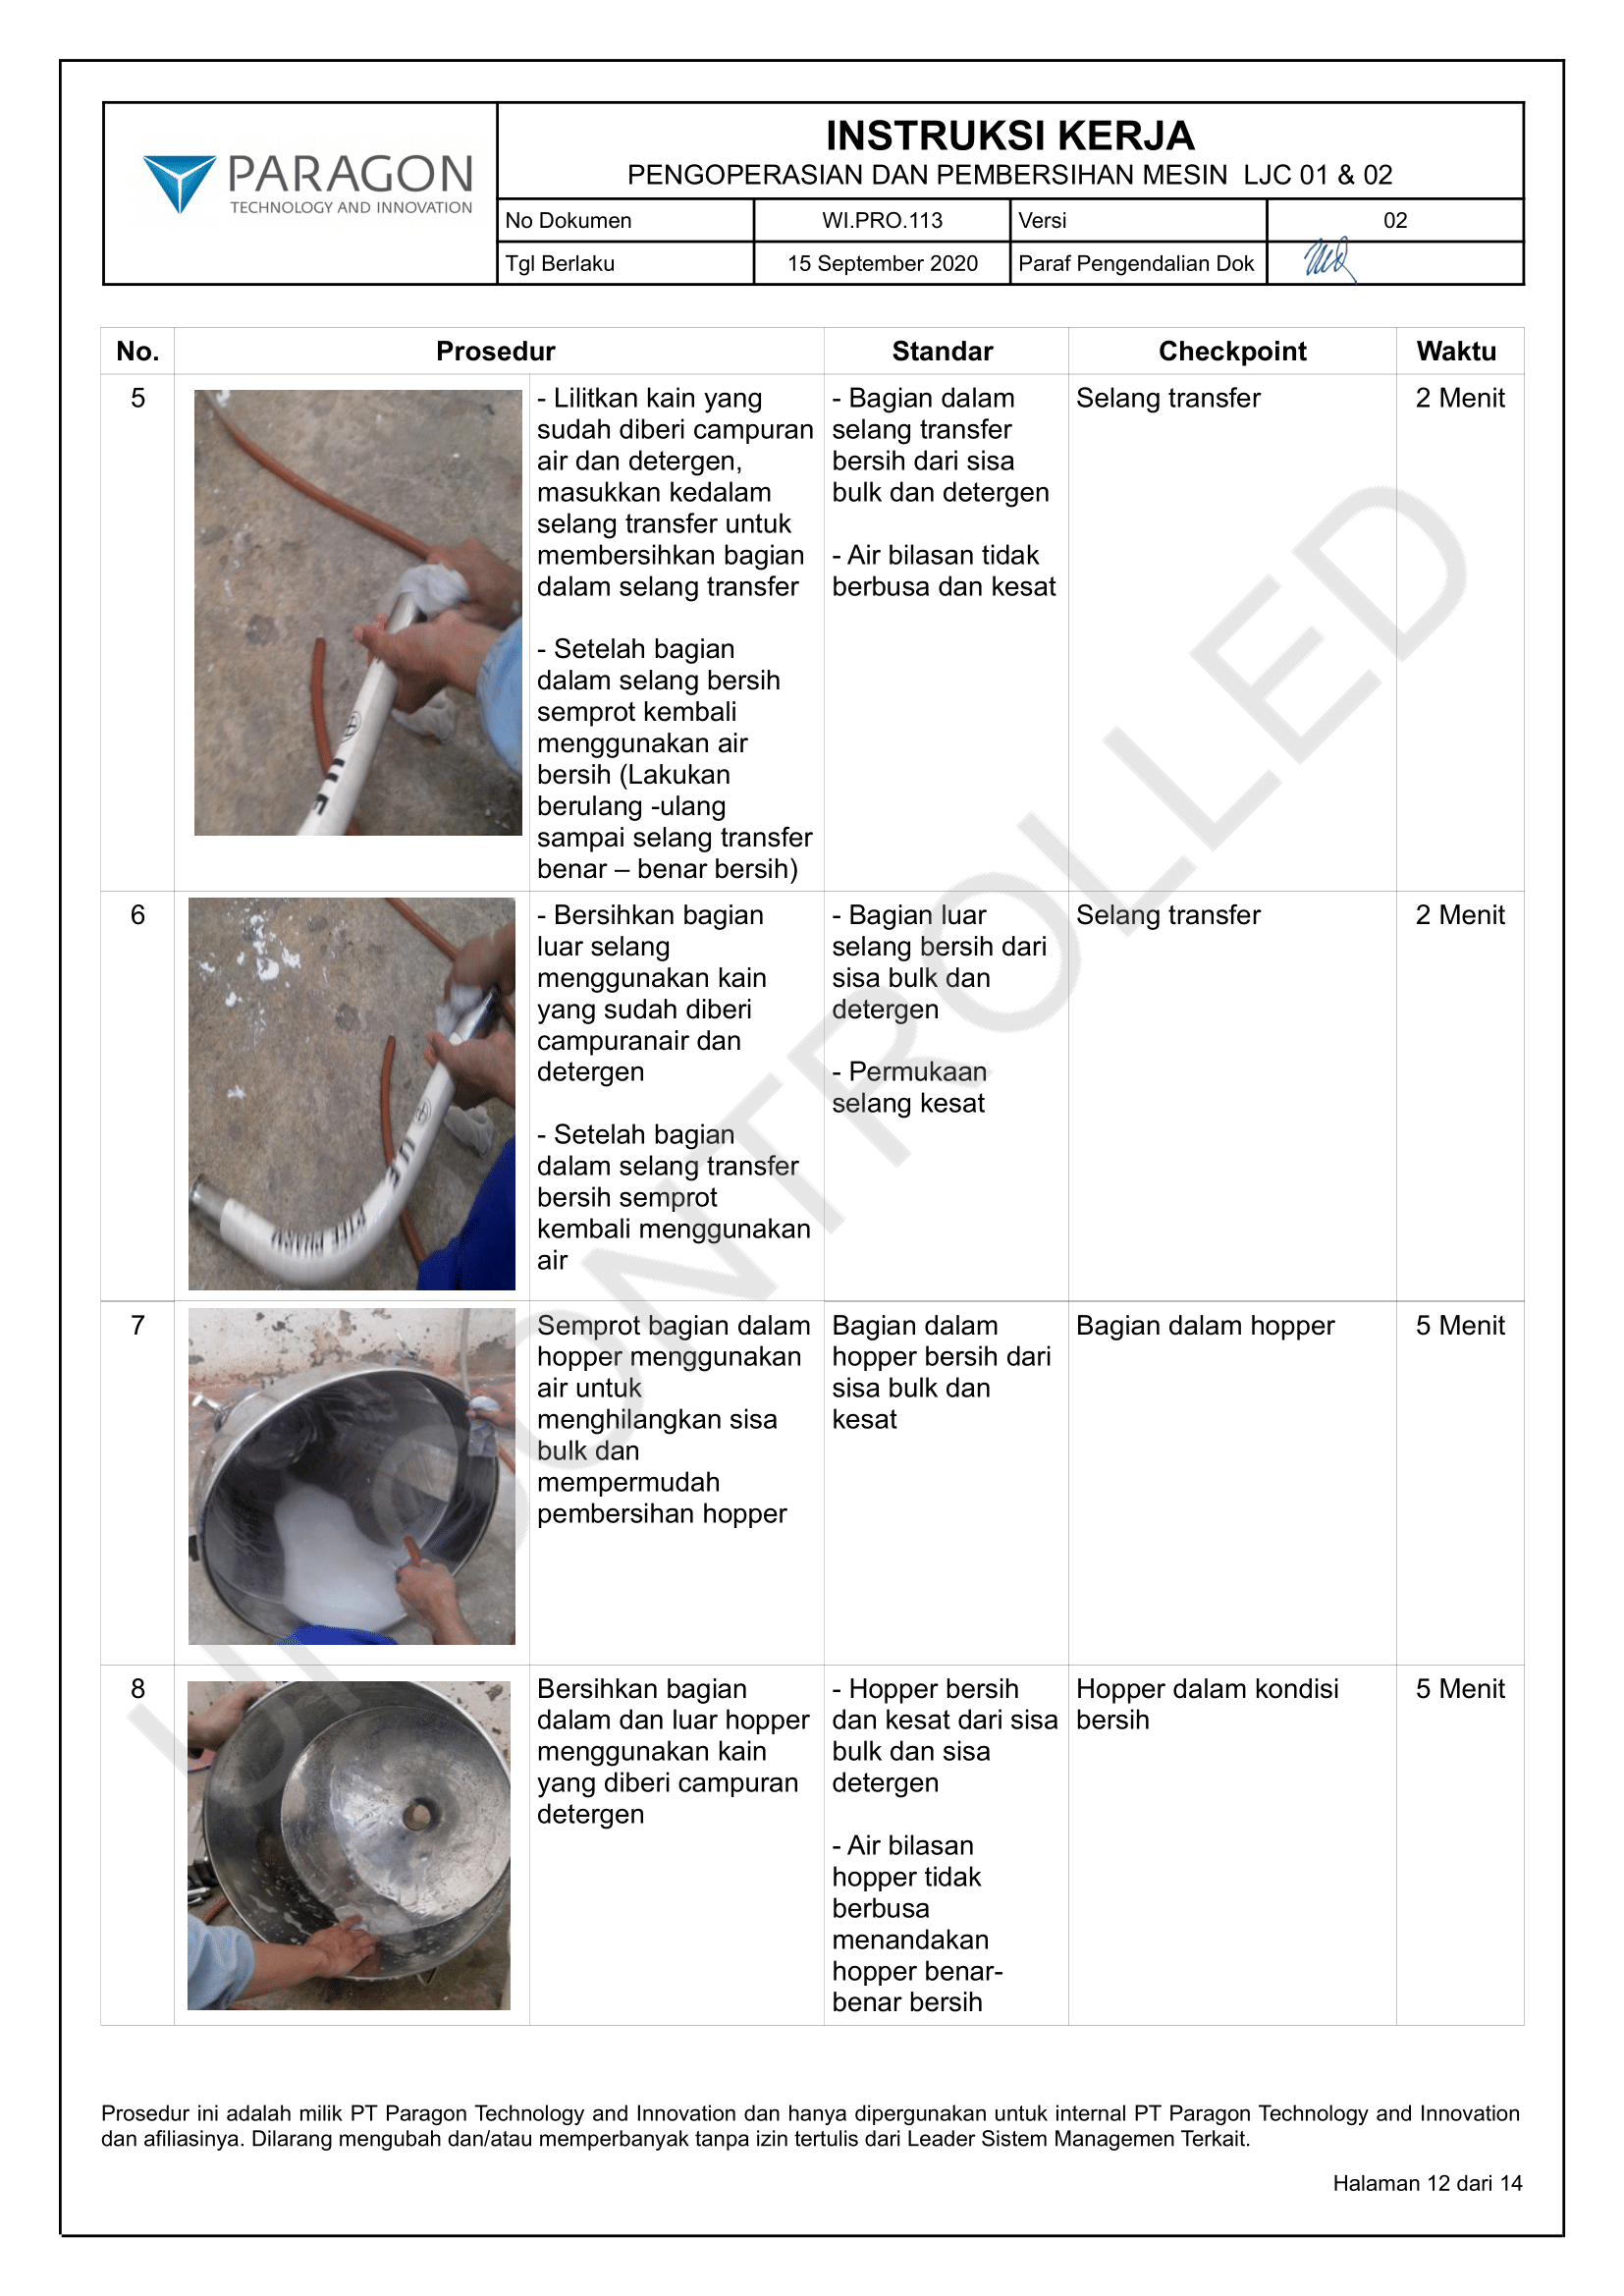 PARAGON
TECHNOLOGY AND INNOVATION
INSTRUKSI KERJA
PENGOPERASIAN DAN PEMBERSIHAN MESIN LJC 01 & 02
No Dokumen
WI.PRO.113
Versi
02
Tgl Berlaku
15 September 2020
Paraf Pengendalian Dok
No.
Prosedur
Standar
Checkpoint
Waktu
5
- Lilitkan kain yang
sudah diberi campuran
air dan detergen,
masukkan kedalam
selang transfer untuk
membersihkan bagian
dalam selang transfer
- Setelah bagian
dalam selang bersih
semprot kembali
menggunakan air
bersih (Lakukan
berulang -ulang
sampai selang transfer
benar – benar bersih)
- Bagian dalam
selang transfer
bersih dari sisa
bulk dan detergen
- Air bilasan tidak
berbusa dan kesat
Selang transfer
2 Menit
6
- Bersihkan bagian
luar selang
menggunakan kain
yang sudah diberi
campuranair dan
detergen
- Setelah bagian
dalam selang transfer
bersih semprot
kembali menggunakan
air
- Bagian luar
selang bersih dari
sisa bulk dan
detergen
- Permukaan
selang kesat
Selang transfer
2 Menit
7
Semprot bagian dalam
hopper menggunakan
air untuk
menghilangkan sisa
bulk dan
mempermudah
pembersihan hopper
Bagian dalam
hopper bersih dari
sisa bulk dan
kesat
Bagian dalam hopper
5 Menit
8
Bersihkan bagian
dalam dan luar hopper
menggunakan kain
yang diberi campuran
detergen
- Hopper bersih
dan kesat dari sisa
bulk dan sisa
detergen
- Air bilasan
hopper tidak
berbusa
menandakan
hopper benar-
benar bersih
Hopper dalam kondisi
bersih
5 Menit
UNCONTROLLED
Prosedur ini adalah milik PT Paragon Technology and Innovation dan hanya dipergunakan untuk internal PT Paragon Technology and Innovation
dan afiliasinya. Dilarang mengubah dan/atau memperbanyak tanpa izin tertulis dari Leader Sistem Managemen Terkait.
Halaman 12 dari 14